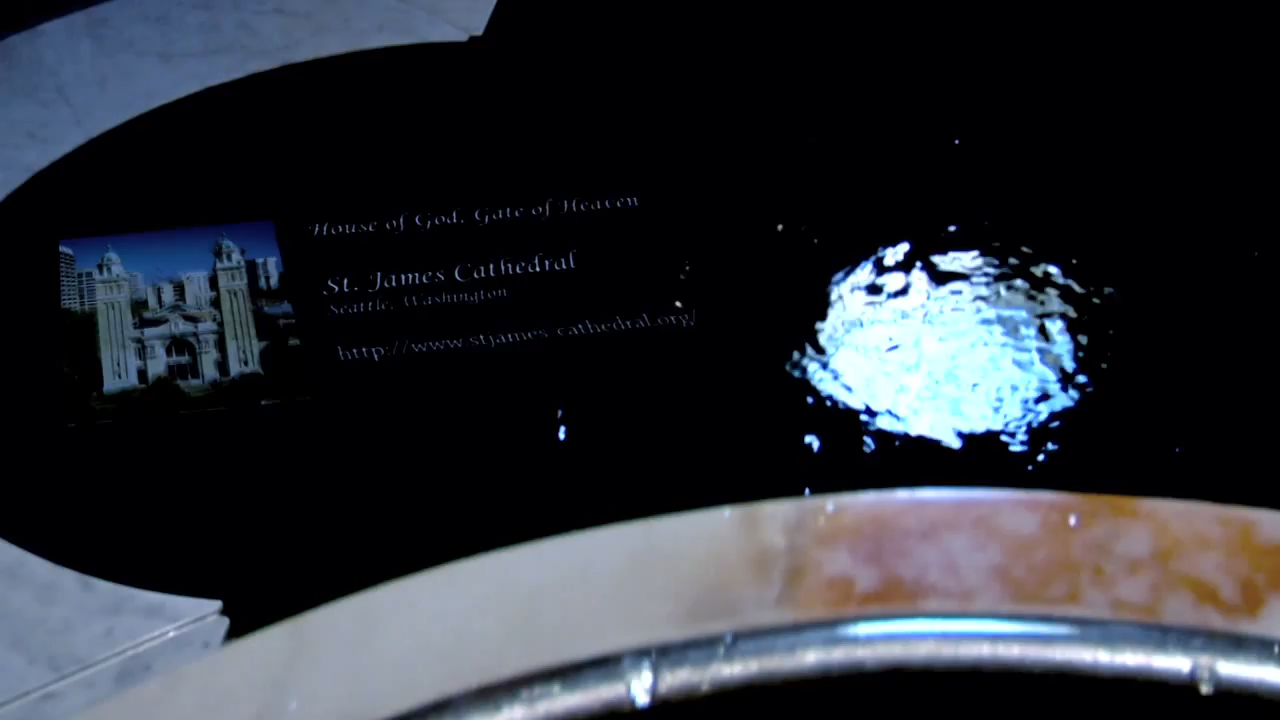 House of God, Gate of Heaven
St. James Cathedral
Seattle, Washington
http://www.stjames-cathedral.org/